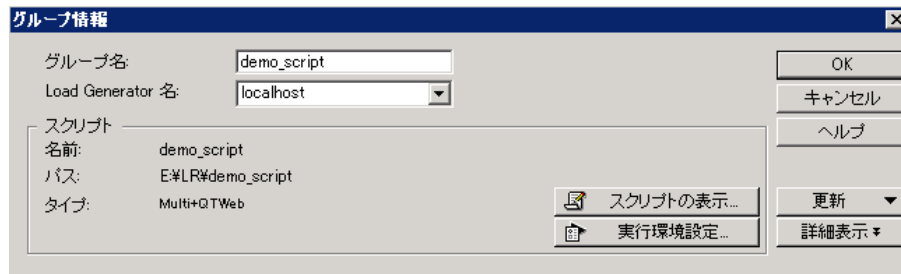 グループ情報
グループ名: demo_script
Load Generator 名: localhost
スクリプト
名前: demo_script
パス: E:¥LR¥demo_script
タイプ: Multi+QTWeb
スクリプトの表示...
実行環境設定...
OK
キャンセル
ヘルプ
更新
詳細表示